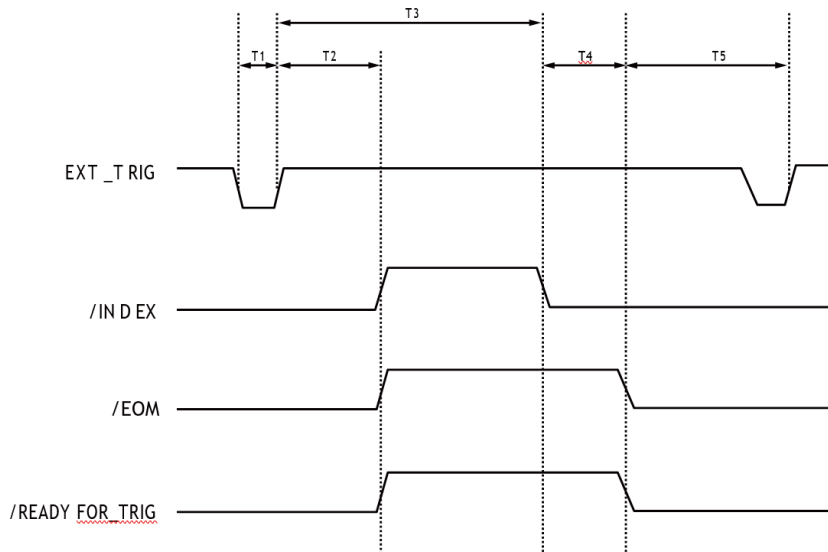 T3
T1 T2 T4 T5
EXT _T RIG
/IN D EX
/EOM
/READY FOR_TRIG